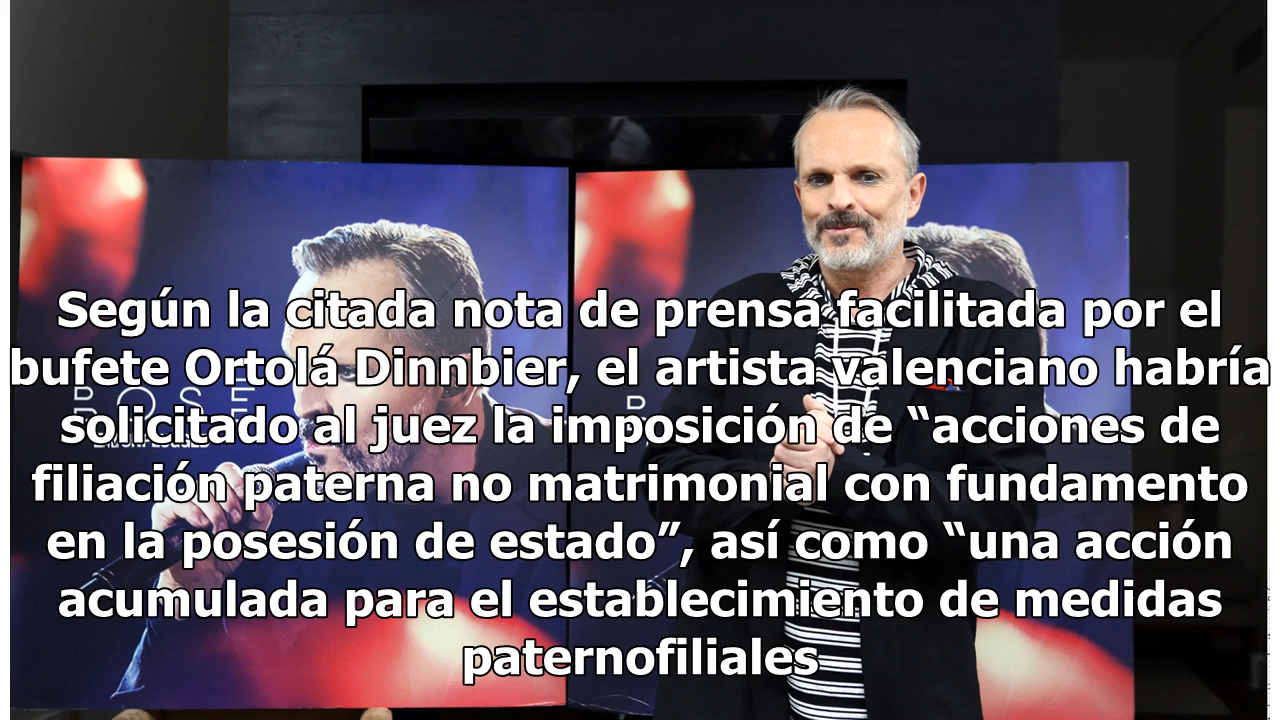 Según la citada nota de prensa facilitada por el
bufete Ortolá Dinnbier, el artista valenciano habría
solicitado al juez la imposición de “acciones de
filiación paterna no matrimonial con fundamento
en la posesión de estado”, así como “una acción
acumulada para el establecimiento de medidas
paternofiliales
BOSE